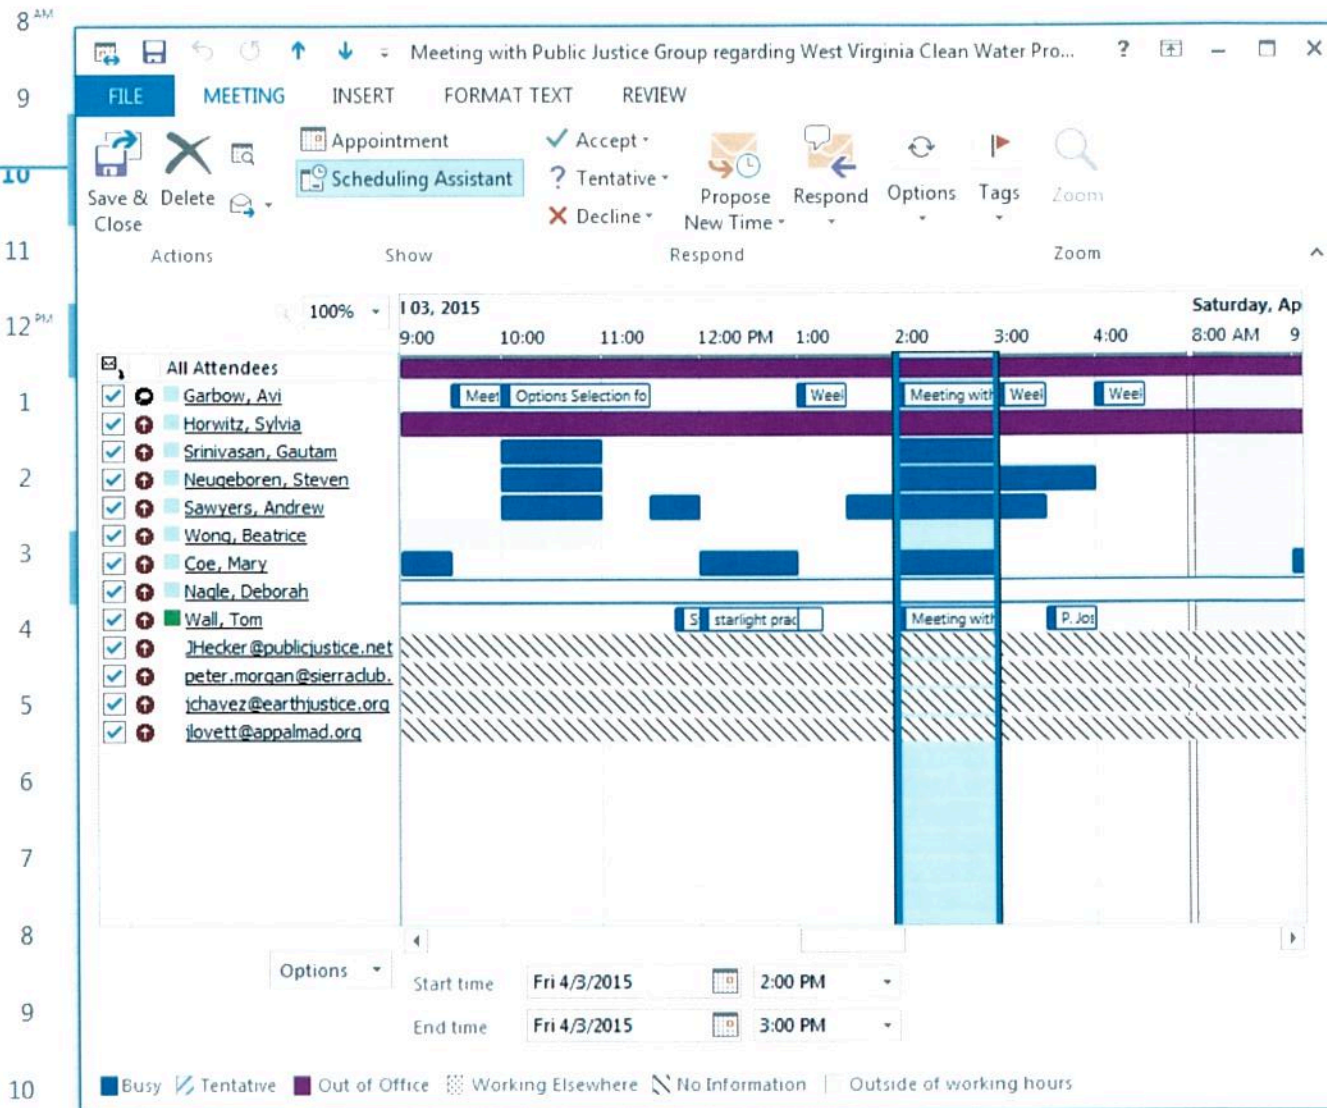 8 AM
Meeting with Public Justice Group regarding West Virginia Clean Water Pro... ?
9
FILE MEETING INSERT FORMAT TEXT REVIEW
10
Save & Close
Delete
Appointment
Scheduling Assistant
Accept
Tentative
Decline
Propose New Time
Respond
Options
Tags
Zoom
11
Actions Show Respond Zoom
12 PM
100% l 03, 2015 Saturday, Ap
9:00 10:00 11:00 12:00 PM 1:00 2:00 3:00 4:00 8:00 AM 9
All Attendees
1
Garbow, Avi Meet Options Selection fo Weel Meeting with Weel Weel
Horwitz, Sylvia
Srinivasan, Gautam
2
Neugeboren, Steven
Sawyers, Andrew
Wong, Beatrice
3
Coe, Mary
Nagle, Deborah
4
Wall, Tom starlight prac Meeting with P. Jos
JHecker@publicjustice.net
peter.morgan@sierraclub.
5
jchavez@earthjustice.org
jlovett@appalmad.org
6
7
8
Options
Start time Fri 4/3/2015 2:00 PM
9
End time Fri 4/3/2015 3:00 PM
10
Busy Tentative Out of Office Working Elsewhere No Information Outside of working hours